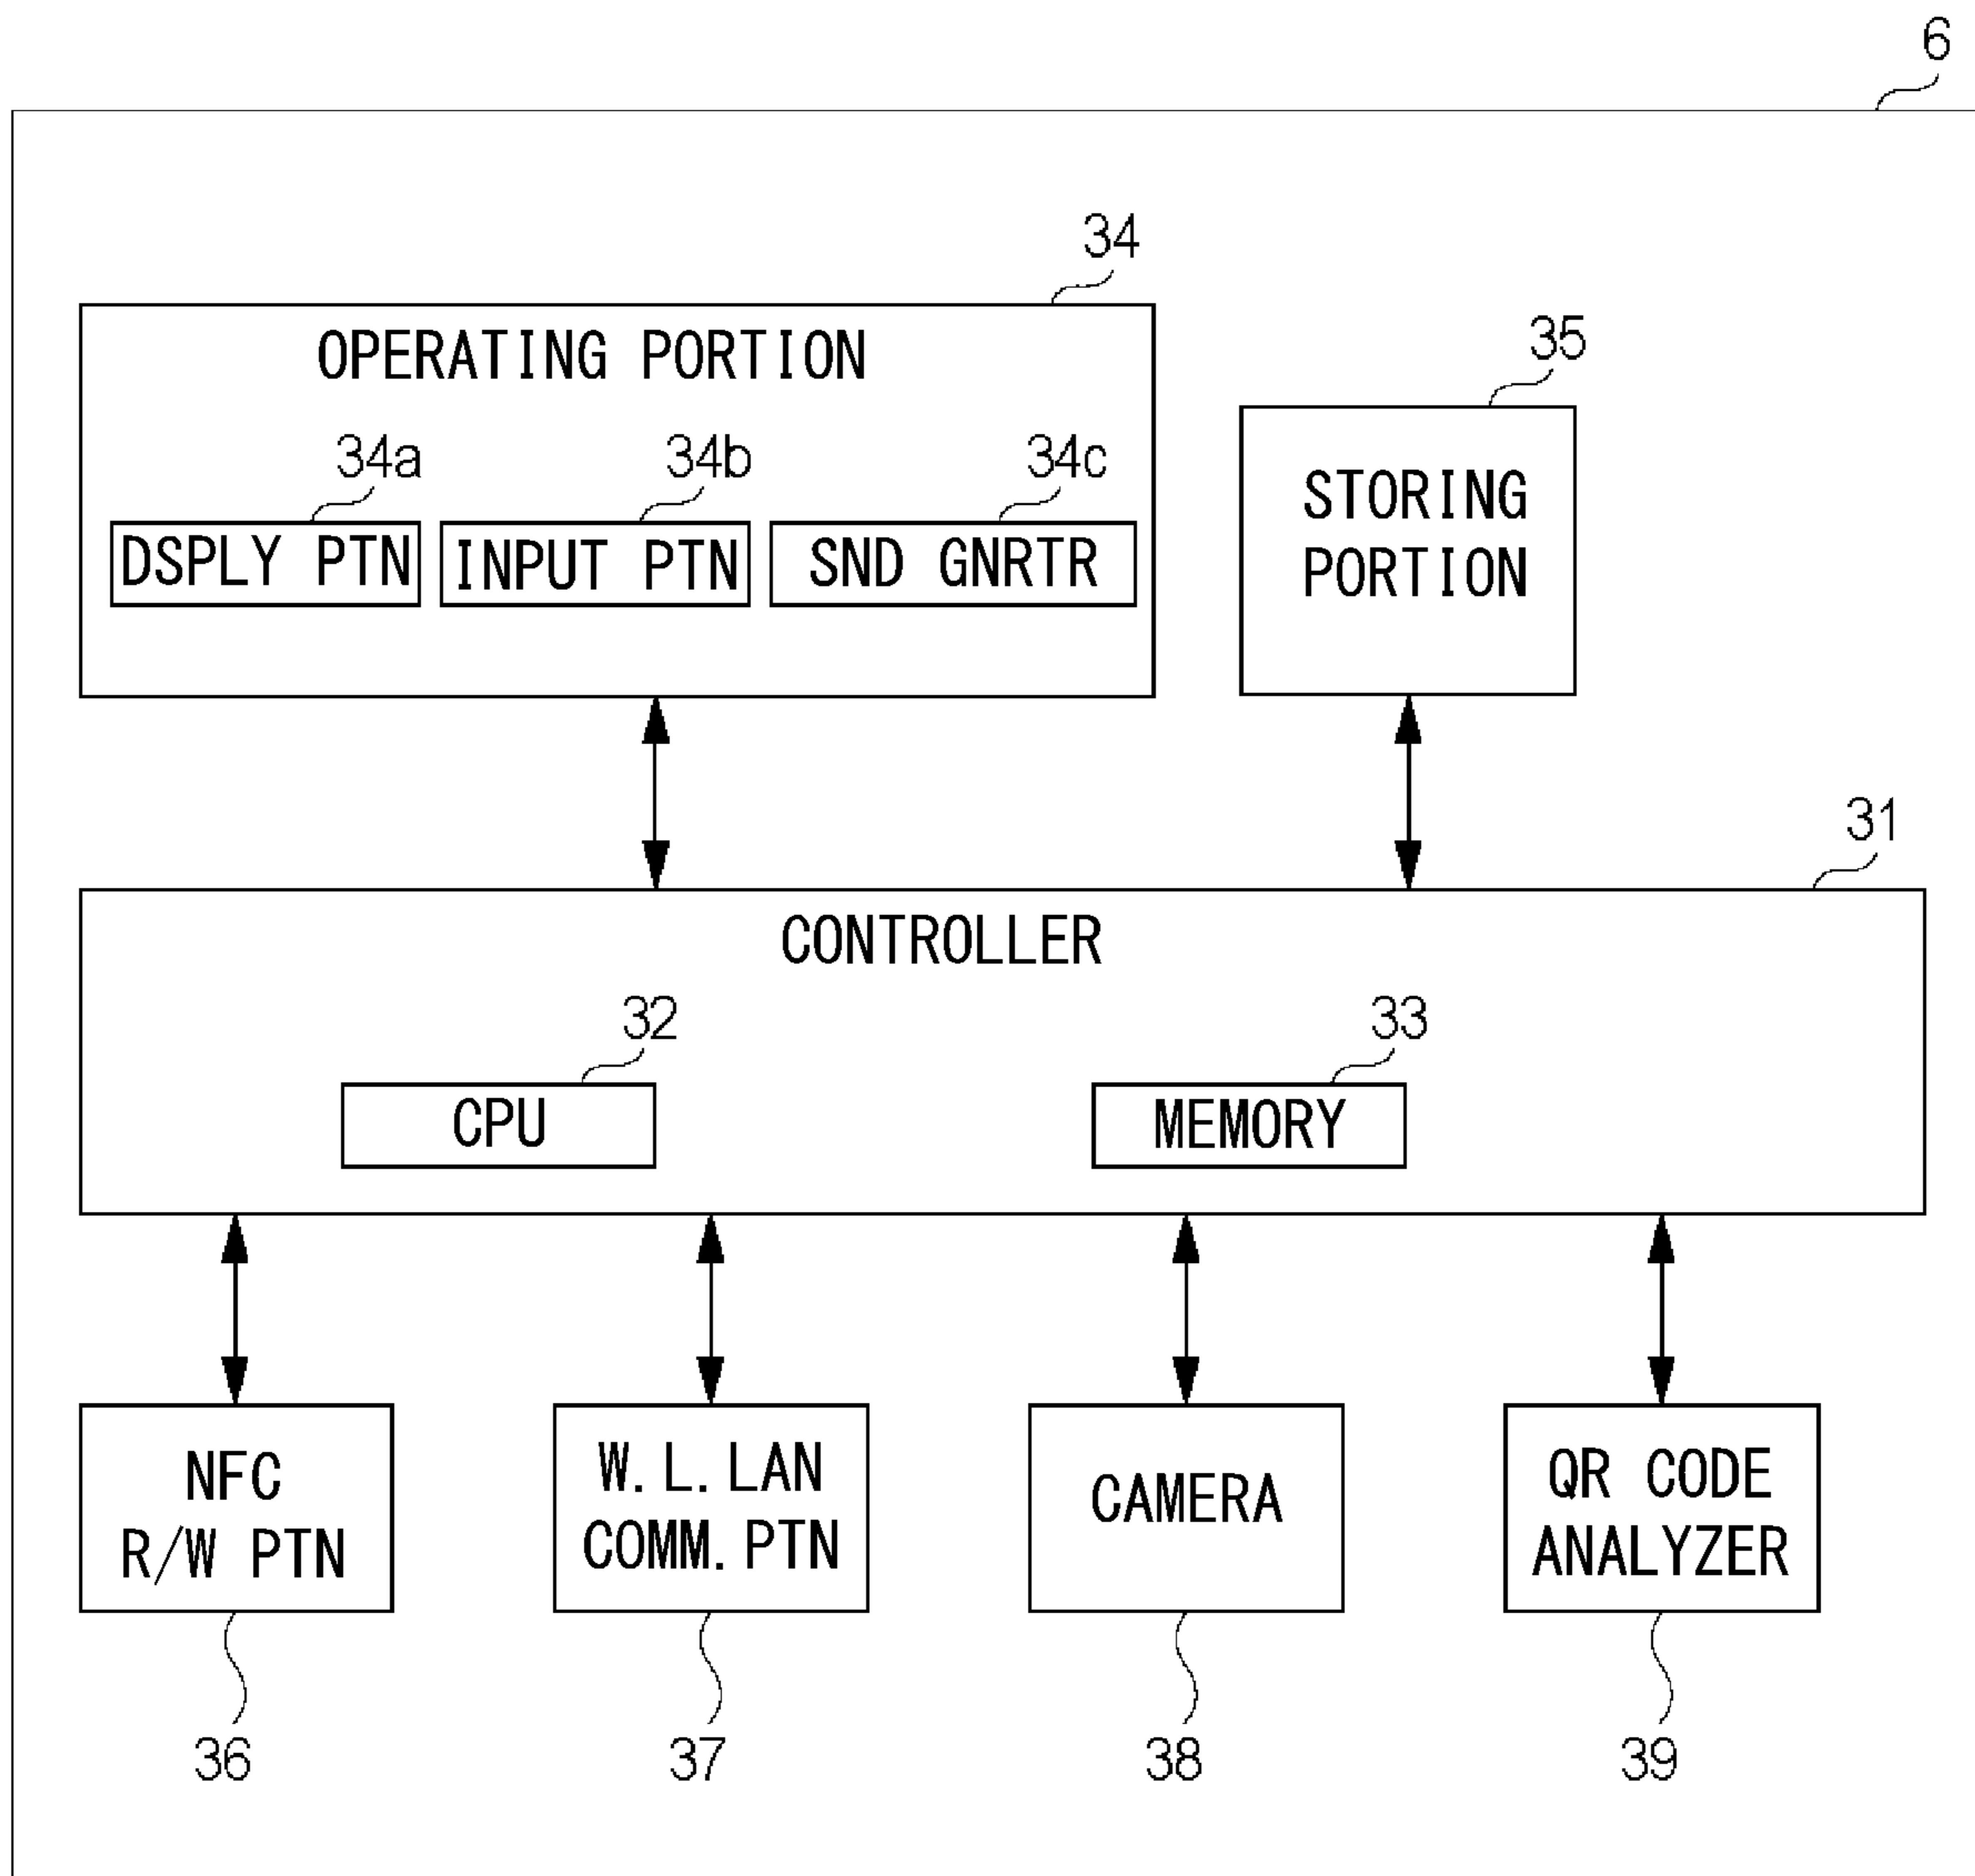 6
34
OPERATING PORTION
35
34a
34b
34c
STORING
PORTION
DSPLY PTN
INPUT PTN
SND GNRTR
31
CONTROLLER
32
33
CPU
MEMORY
NFC
R/W PTN
W.L.LAN
COMM.PTN
CAMERA
QR CODE
ANALYZER
36
37
38
39